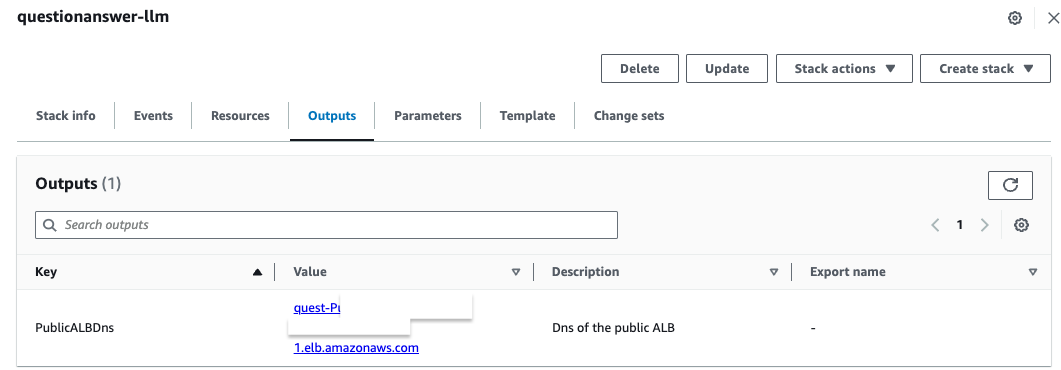 questionanswer-llm
Delete
Update
Stack actions
Create stack
Stack info
Events
Resources
Outputs
Parameters
Template
Change sets
Outputs (1)
Search outputs
1
Key
Value
Description
Export name
PublicALBDns
quest-Pu
1.elb.amazonaws.com
Dns of the public ALB
-